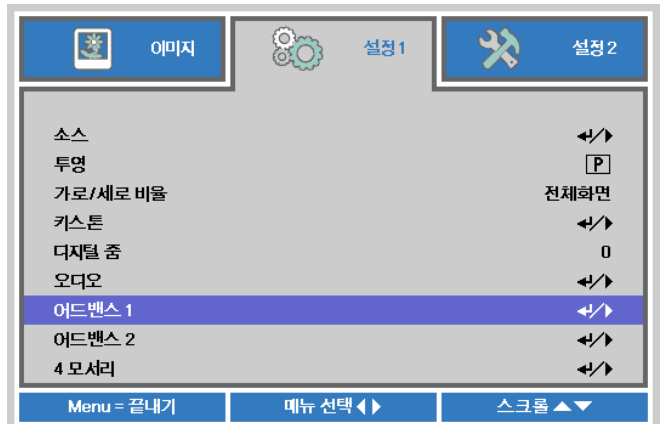 이미지 설정1 설정2
소스
투영 P
가로/세로 비율 전체화면
키스톤
디지털 줌 0
오디오
어드밴스 1
어드밴스 2
4 모서리
Menu = 끝내기 메뉴 선택 스크롤